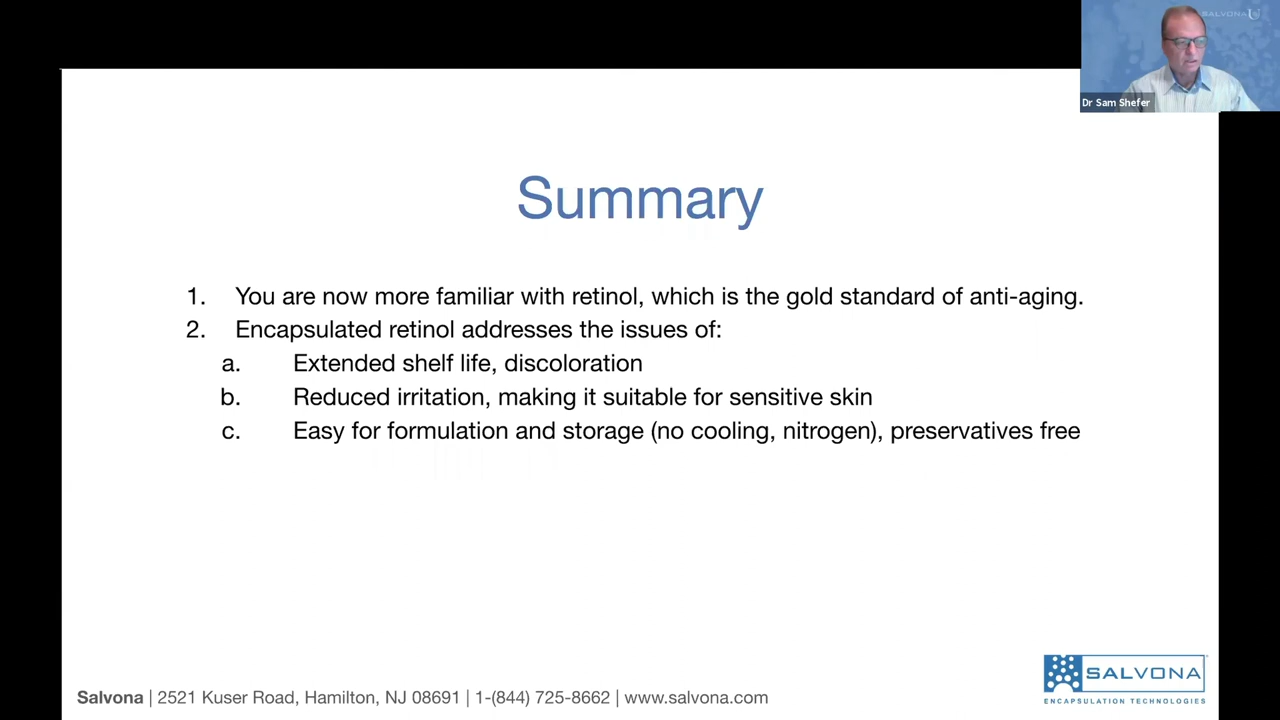 SALVONA
Dr Sam Shefer
Summary
1. You are now more familiar with retinol, which is the gold standard of anti-aging.
2. Encapsulated retinol addresses the issues of:
a. Extended shelf life, discoloration
b. Reduced irritation, making it suitable for sensitive skin
c. Easy for formulation and storage (no cooling, nitrogen), preservatives free
Salvona | 2521 Kuser Road, Hamilton, NJ 08691 | 1-(844) 725-8662 | www.salvona.com
SALVONA
ENCAPSULATION TECHNOLOGIES